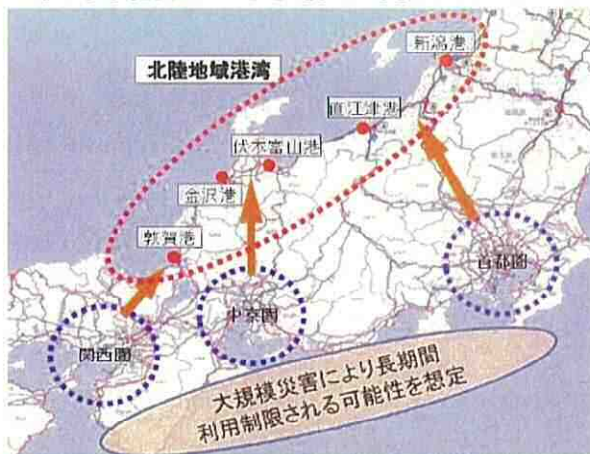 新潟港
北陸地域港湾
直江津港
伏木富山港
金沢港
敦賀港
首都圏
中京圏
関西圏
大規模災害により長期間
利用制限される可能性を想定